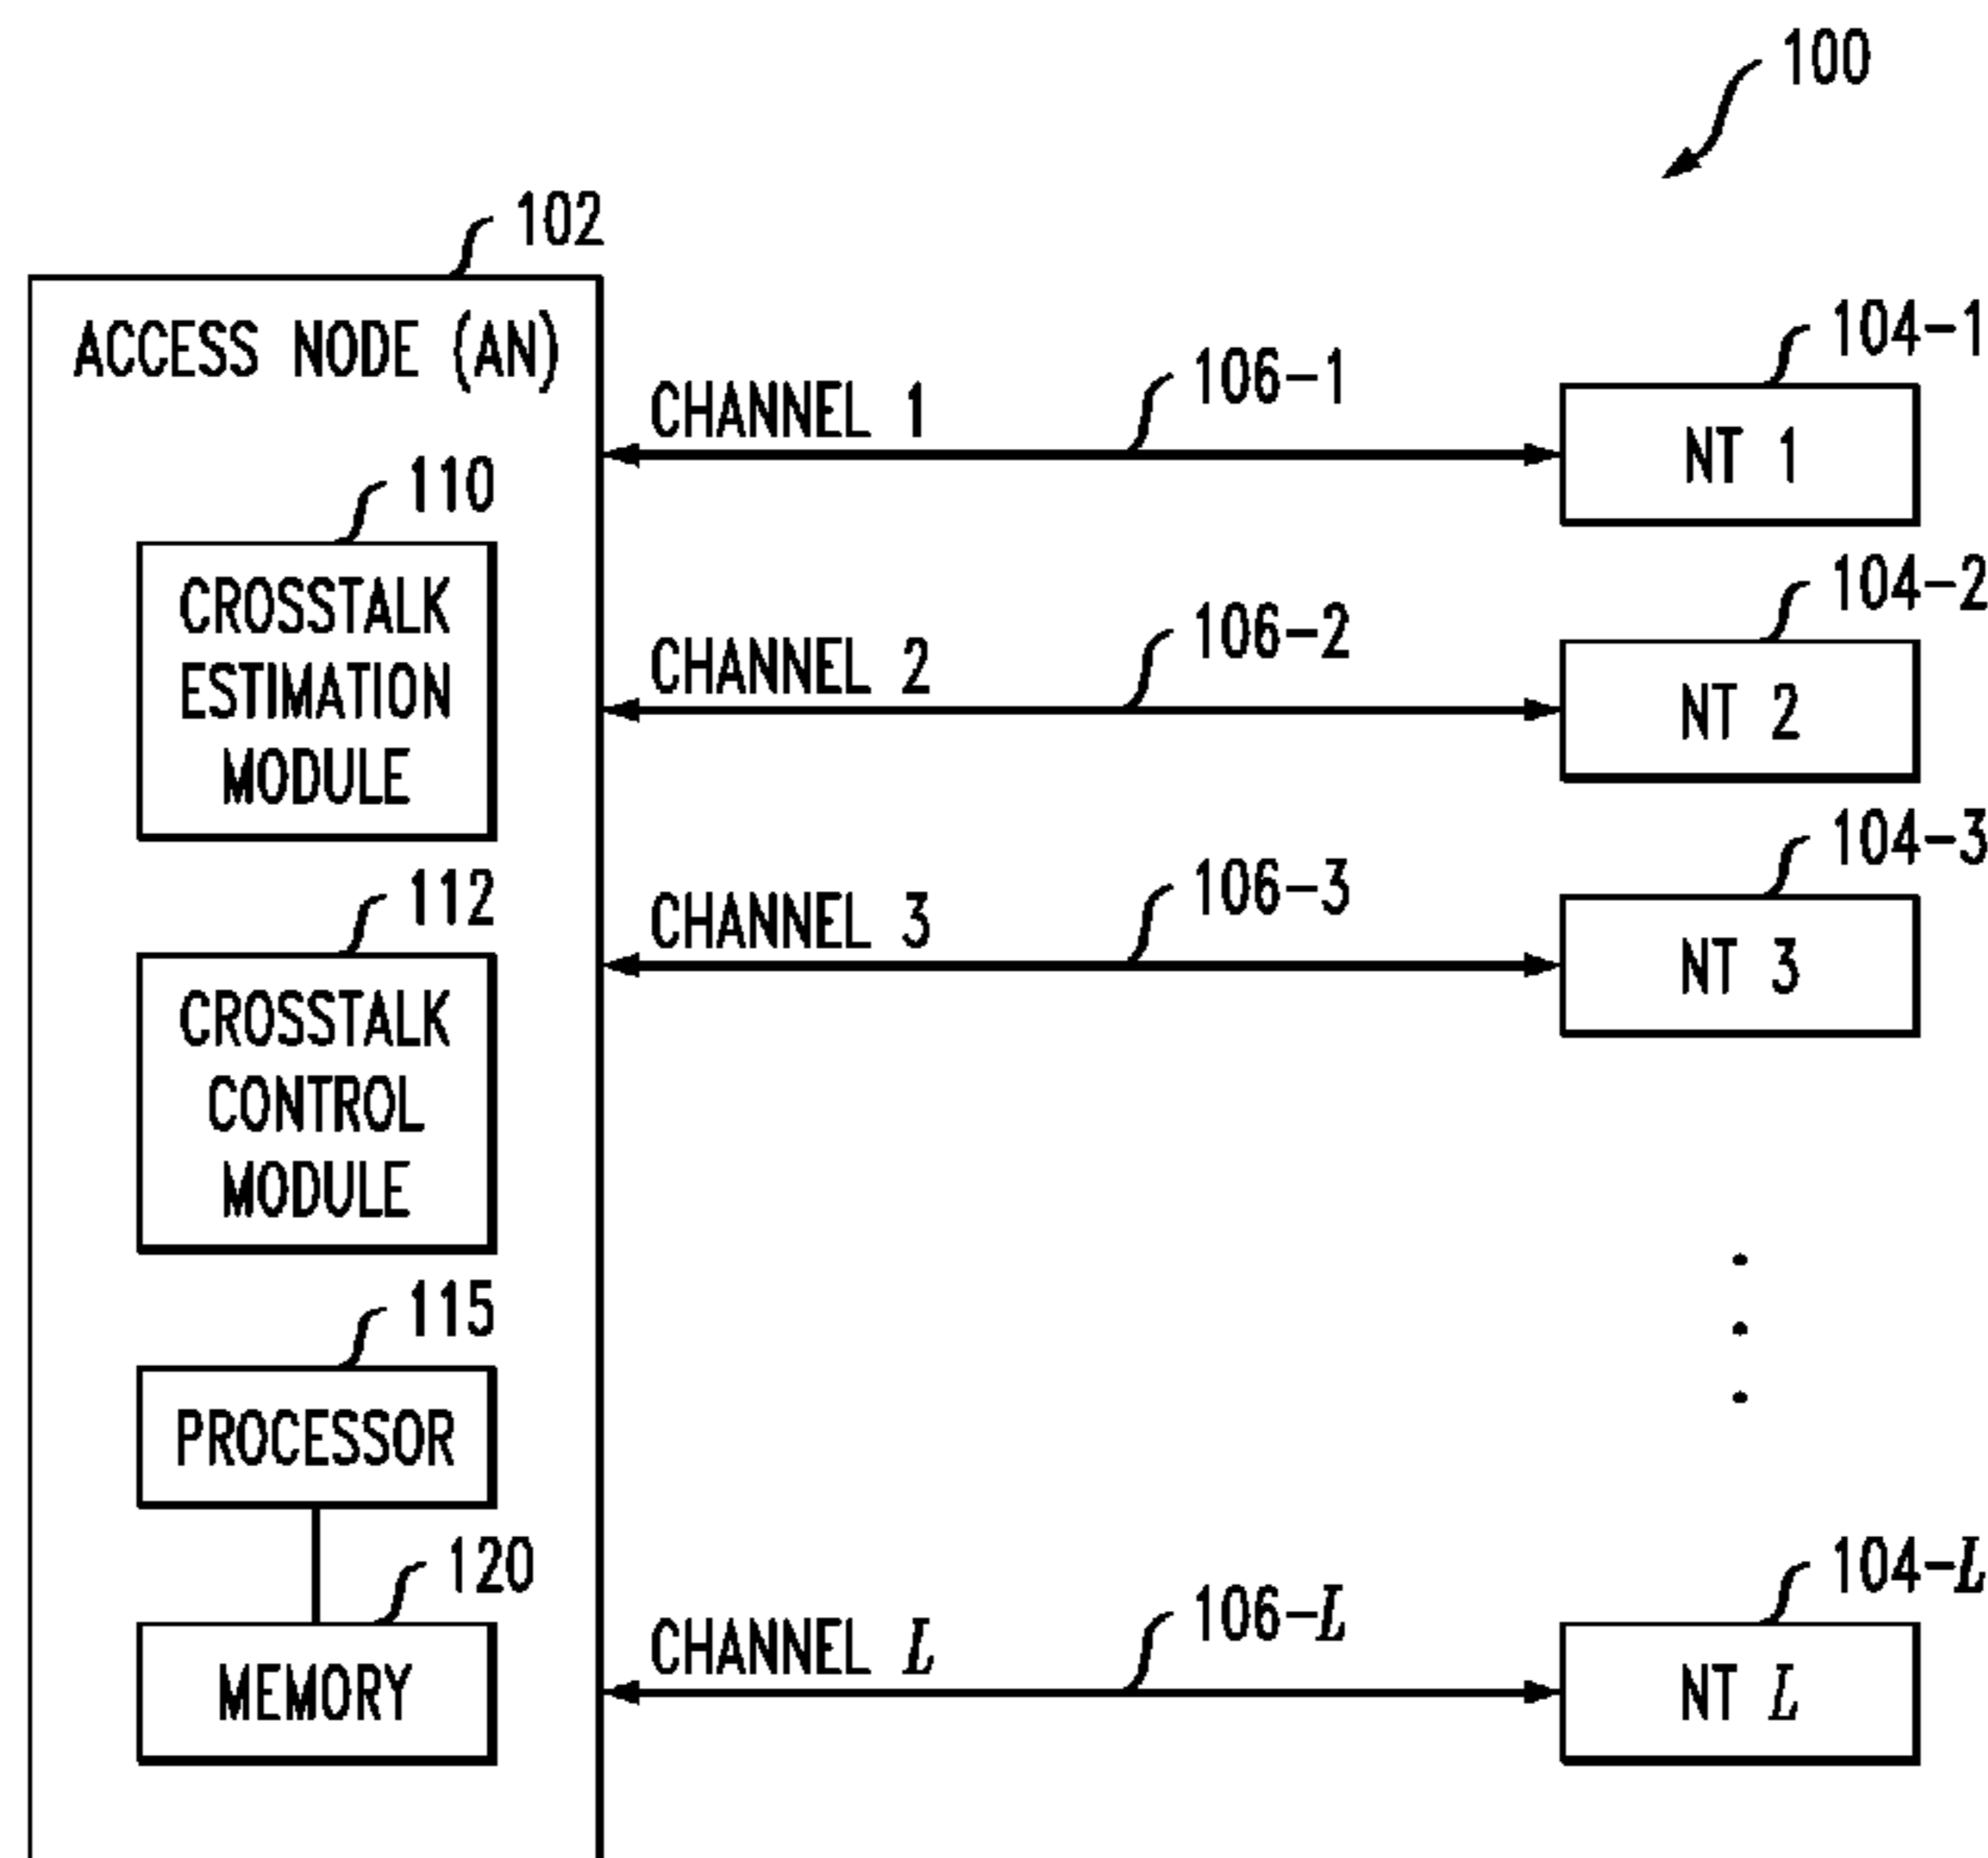 100
102
ACCESS NODE (AN)
104-1
CHANNEL 1
106-1
NT 1
110
CROSSTALK
ESTIMATION
MODULE
104-2
CHANNEL 2
106-2
NT 2
104-3
CHANNEL 3
106-3
NT 3
112
CROSSTALK
CONTROL
MODULE
115
PROCESSOR
120
MEMORY
104-L
CHANNEL L
106-L
NT L